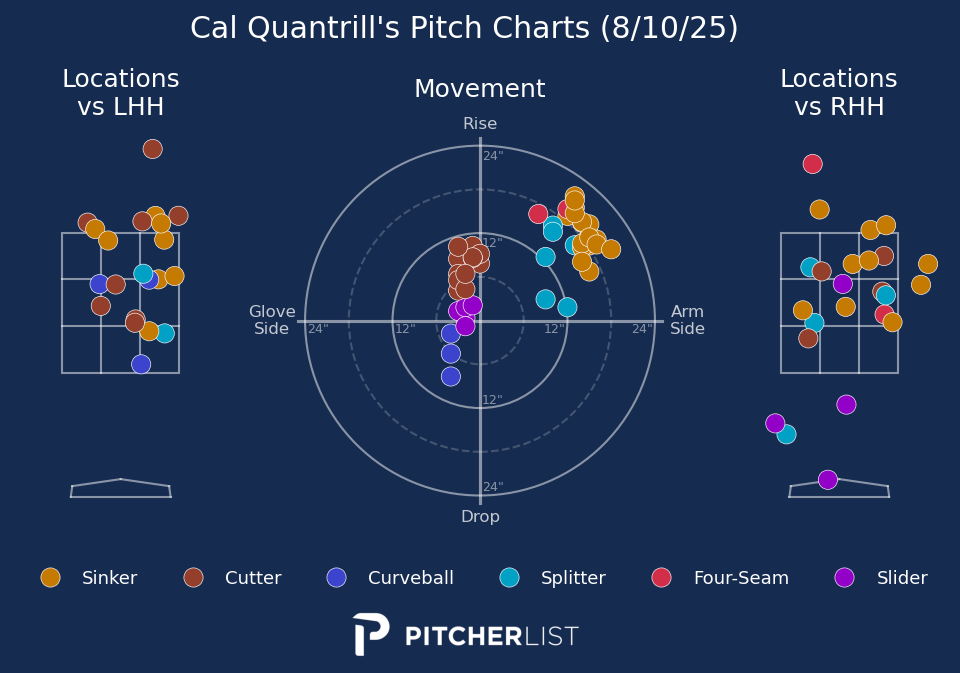 Cal Quantrill's Pitch Charts (8/10/25)
Locations
vs LHH
Movement
Locations
vs RHH
Rise
24"
12"
Glove
Side
24"
12"
12"
24"
Arm
Side
12"
24"
Drop
Sinker
Cutter
Curveball
Splitter
Four-Seam
Slider
PITCHERLIST